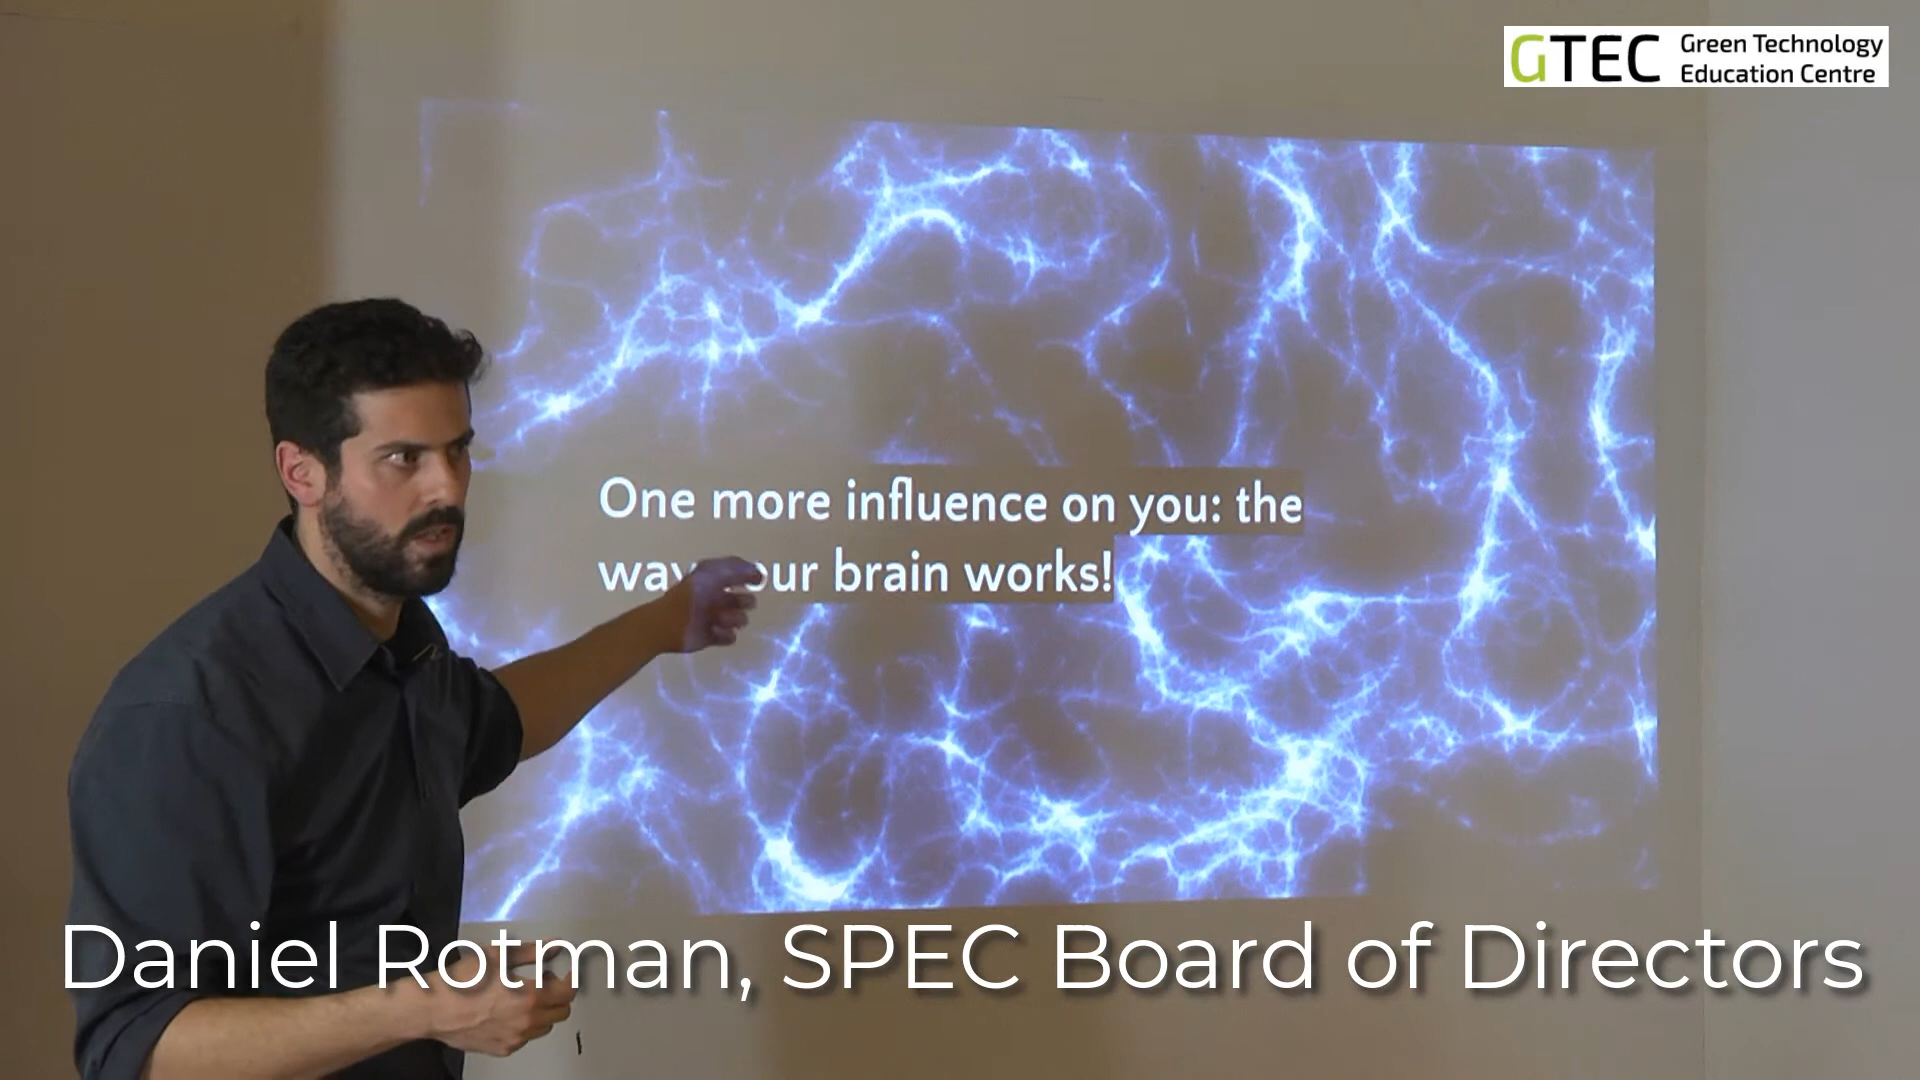 GTEC Green Technology
Education Centre
One more influence on you: the
way your brain works!
Daniel Rotman, SPEC Board of Directors